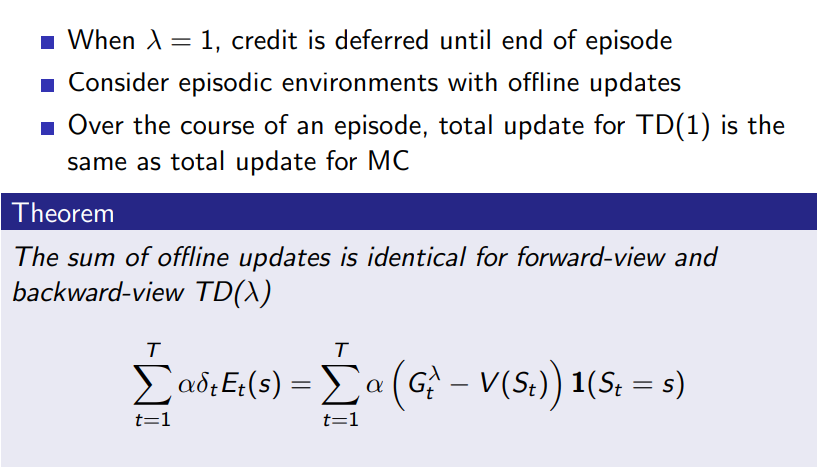 When λ = 1, credit is deferred until end of episode
Consider episodic environments with offline updates
Over the course of an episode, total update for TD(1) is the
same as total update for MC
Theorem
The sum of offline updates is identical for forward-view and
backward-view TD(λ)
$$\sum_{t=1}^{T} \alpha \delta_t E_t(s) = \sum_{t=1}^{T} \alpha \left( G_t^{\lambda} - V(S_t) \right) \mathbf{1}(S_t = s)$$